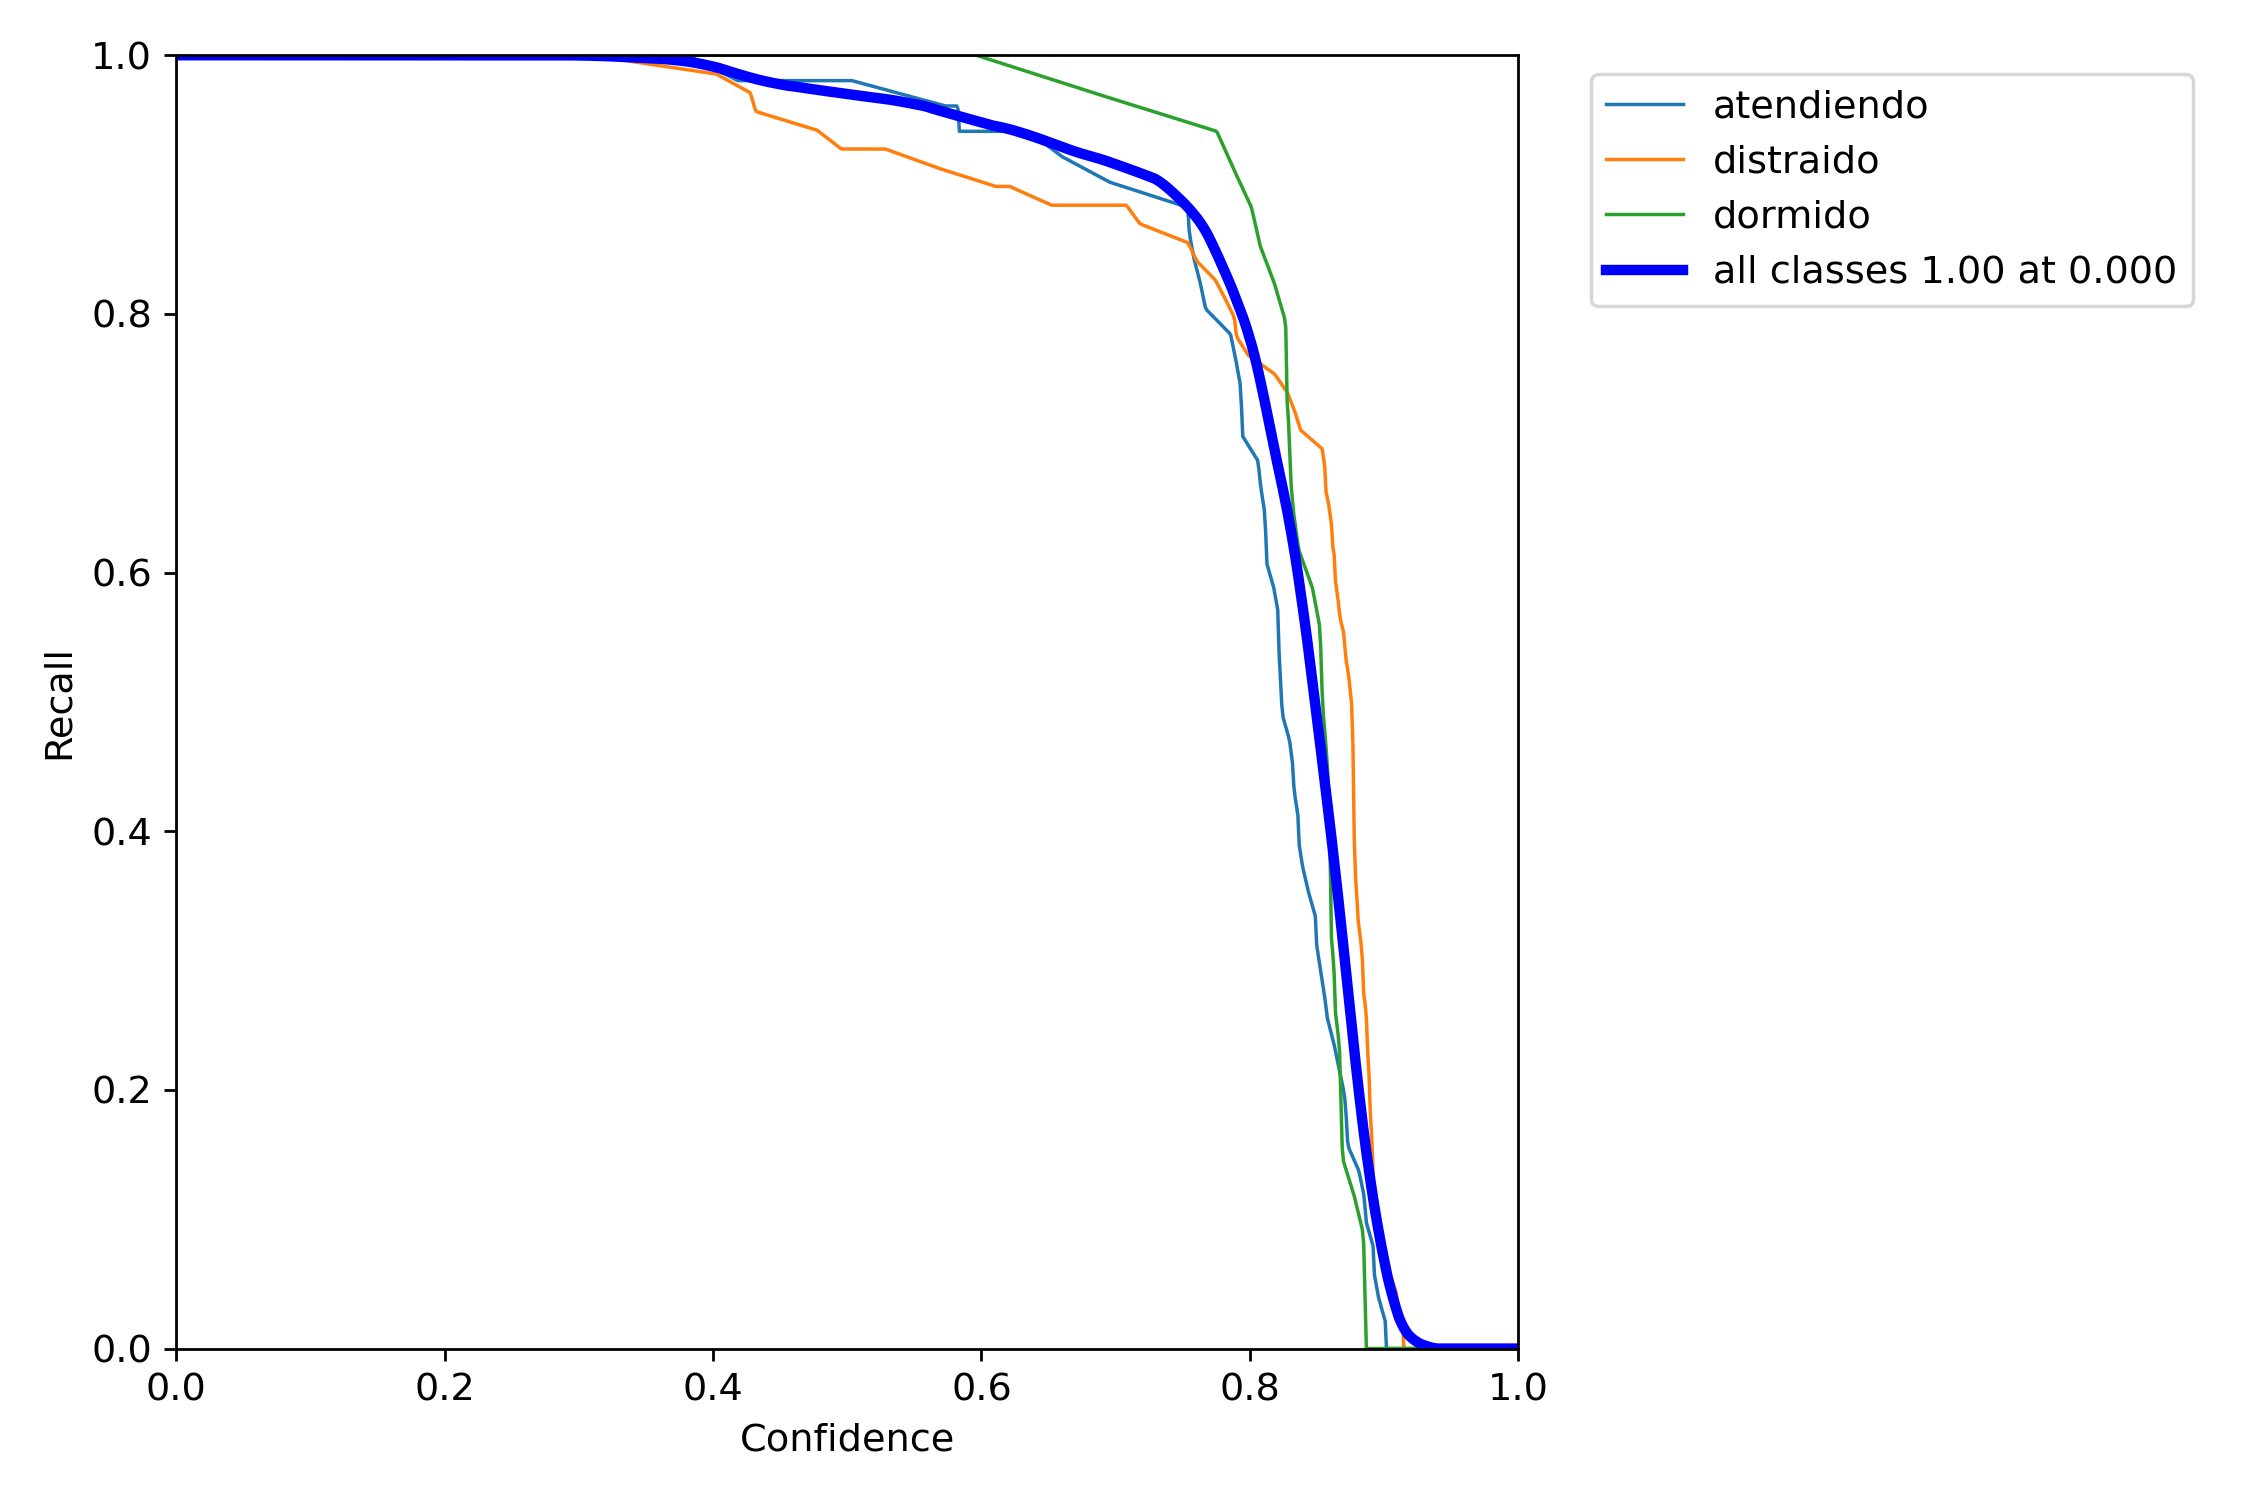 1.0
0.8
0.6
0.4
0.2
0.0
Recall
0.0 0.2 0.4 0.6 0.8 1.0
Confidence
atendiendo
distraido
dormido
all classes 1.00 at 0.000